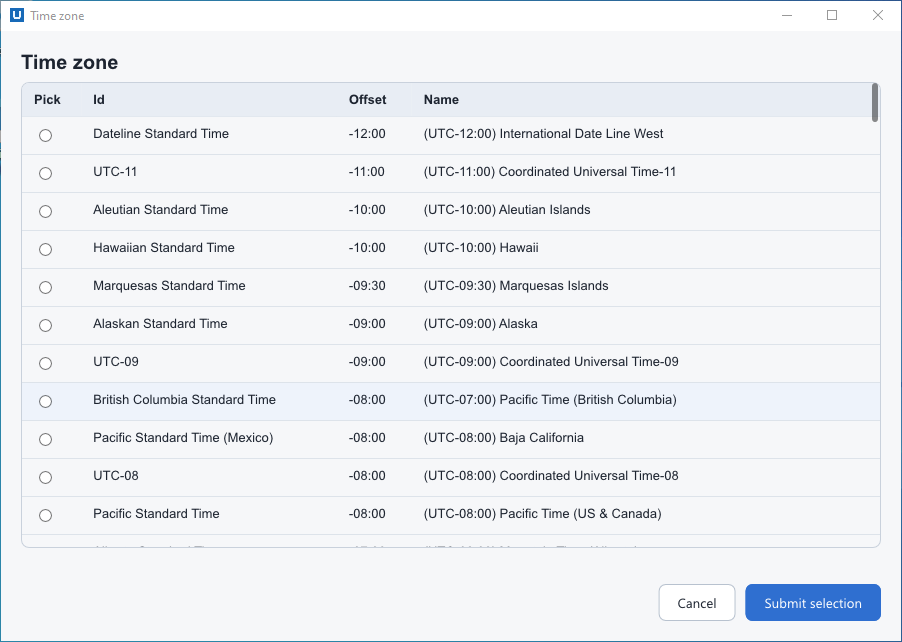 U Time zone
Time zone
Pick Id Offset Name
Dateline Standard Time -12:00 (UTC-12:00) International Date Line West
UTC-11 -11:00 (UTC-11:00) Coordinated Universal Time-11
Aleutian Standard Time -10:00 (UTC-10:00) Aleutian Islands
Hawaiian Standard Time -10:00 (UTC-10:00) Hawaii
Marquesas Standard Time -09:30 (UTC-09:30) Marquesas Islands
Alaskan Standard Time -09:00 (UTC-09:00) Alaska
UTC-09 -09:00 (UTC-09:00) Coordinated Universal Time-09
British Columbia Standard Time -08:00 (UTC-07:00) Pacific Time (British Columbia)
Pacific Standard Time (Mexico) -08:00 (UTC-08:00) Baja California
UTC-08 -08:00 (UTC-08:00) Coordinated Universal Time-08
Pacific Standard Time -08:00 (UTC-08:00) Pacific Time (US & Canada)
Cancel Submit selection